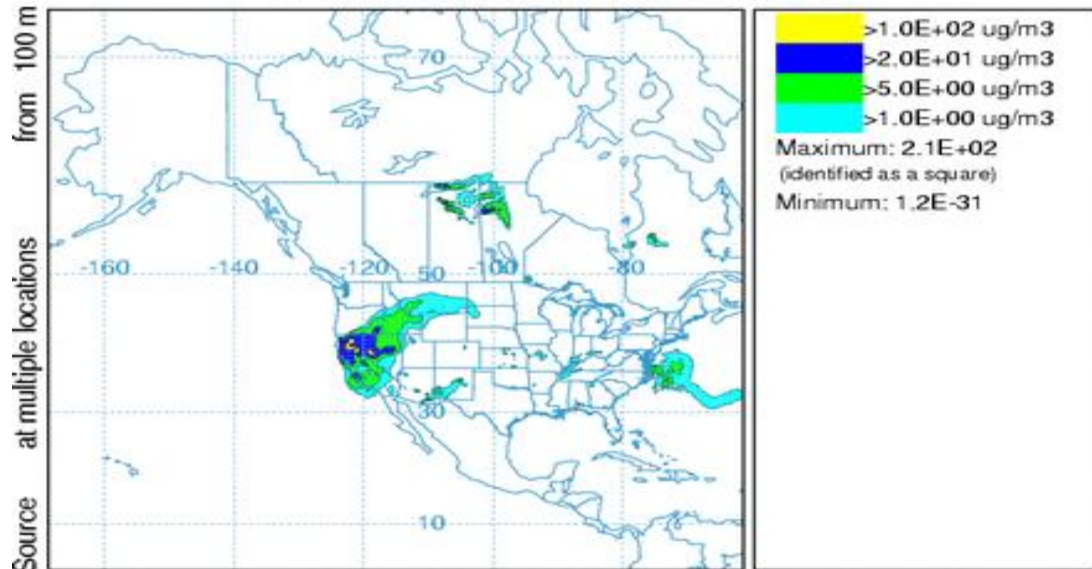 Source at multiple locations from 100 m
70
-160 -140 -120 -100 -80
50
30
10
>1.0E+02 ug/m3
>2.0E+01 ug/m3
>5.0E+00 ug/m3
>1.0E+00 ug/m3
Maximum: 2.1E+02
(identified as a square)
Minimum: 1.2E-31